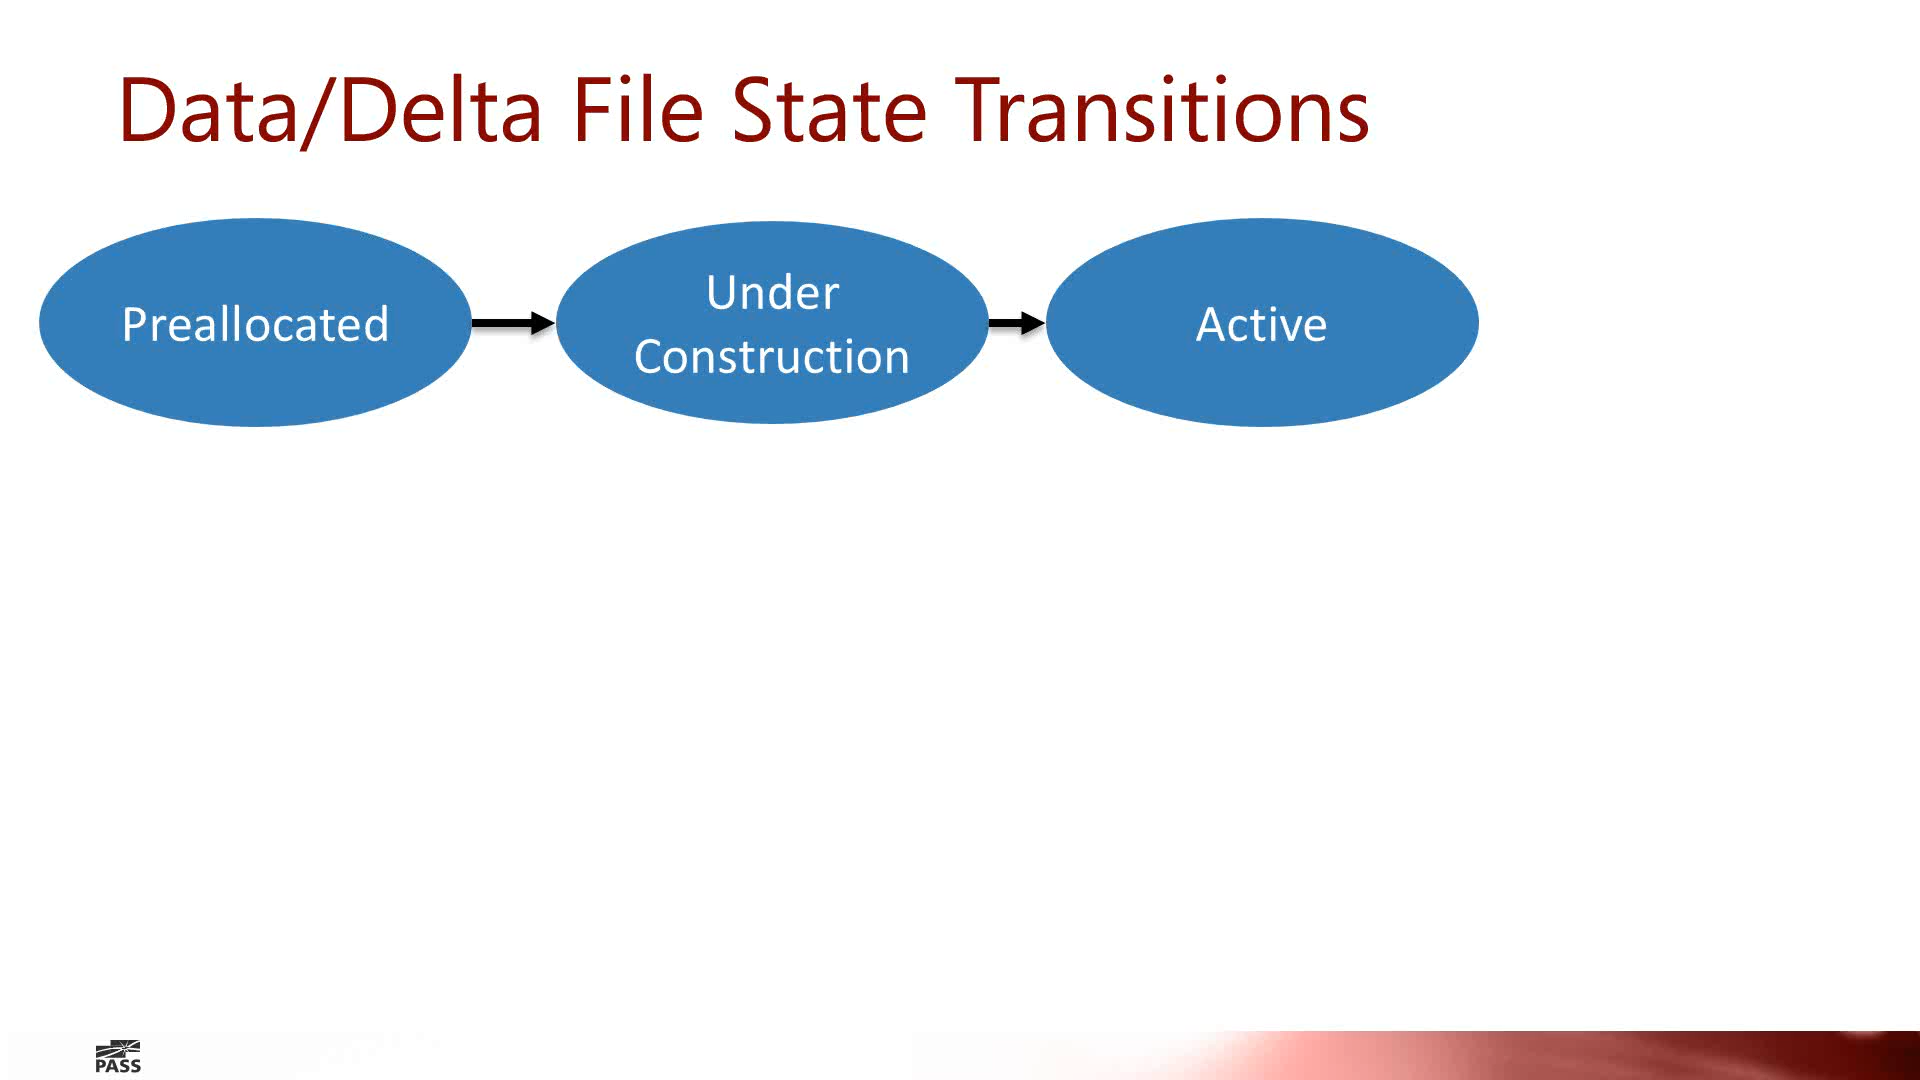 Data/Delta File State Transitions
Preallocated
Under
Construction
Active
PASS